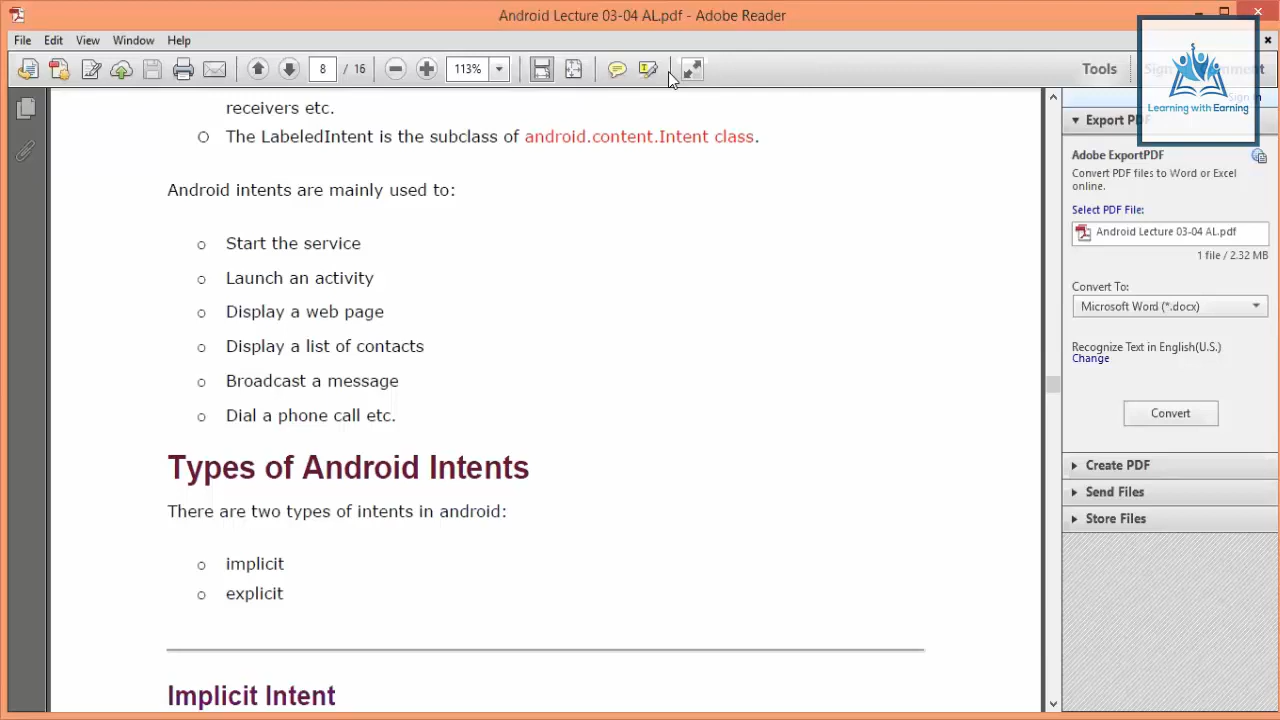 Android Lecture 03-04 AL.pdf - Adobe Reader
File Edit View Window Help
8 / 16 113% Tools
receivers etc.
o The LabeledIntent is the subclass of android.content.Intent class.
Android intents are mainly used to:
o Start the service
o Launch an activity
o Display a web page
o Display a list of contacts
o Broadcast a message
o Dial a phone call etc.
Types of Android Intents
There are two types of intents in android:
o implicit
o explicit
Implicit Intent
Learning with Earning
Export PDF
Adobe ExportPDF
Convert PDF files to Word or Excel
online.
Select PDF File:
Android Lecture 03-04 AL.pdf
1 file / 2.32 MB
Convert To:
Microsoft Word (*.docx)
Recognize Text in English(U.S.)
Change
Convert
Create PDF
Send Files
Store Files